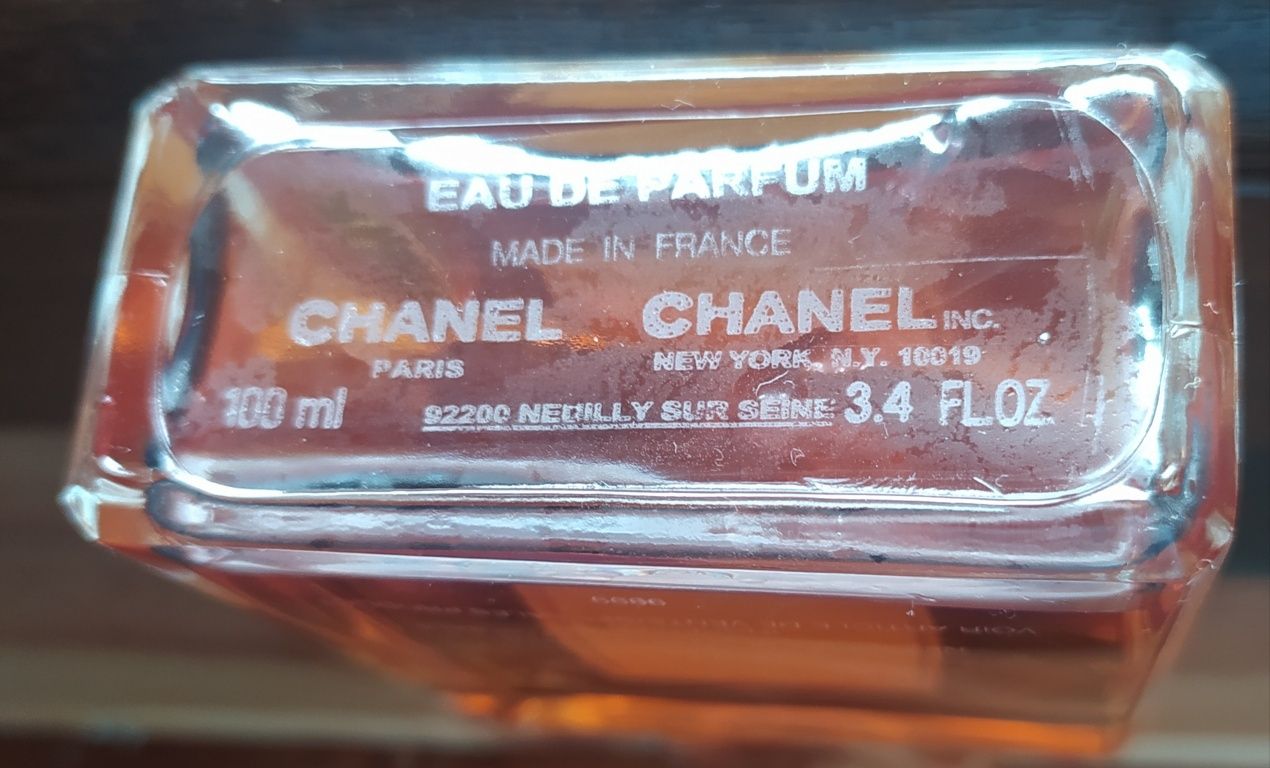 EAU DE PARFUM
MADE IN FRANCE
CHANEL CHANEL INC.
PARIS NEW YORK, N.Y. 10019
100 ml 92200 NEUILLY SUR SEINE 3.4 FL.OZ.